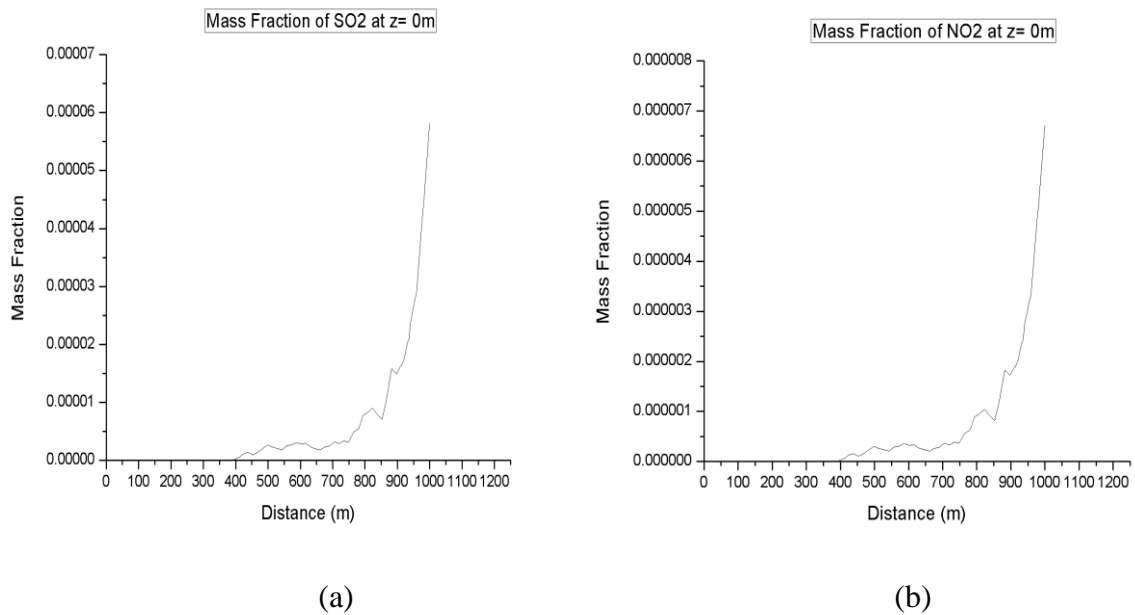 Mass Fraction of SO2 at z= 0m
0.00007
0.00006
0.00005
0.00004
0.00003
0.00002
0.00001
0.00000
Mass Fraction
0 100 200 300 400 500 600 700 800 900 1000 1100 1200
Distance (m)
(a)
Mass Fraction of NO2 at z= 0m
0.000008
0.000007
0.000006
0.000005
0.000004
0.000003
0.000002
0.000001
0.000000
Mass Fraction
0 100 200 300 400 500 600 700 800 900 1000 1100 1200
Distance (m)
(b)